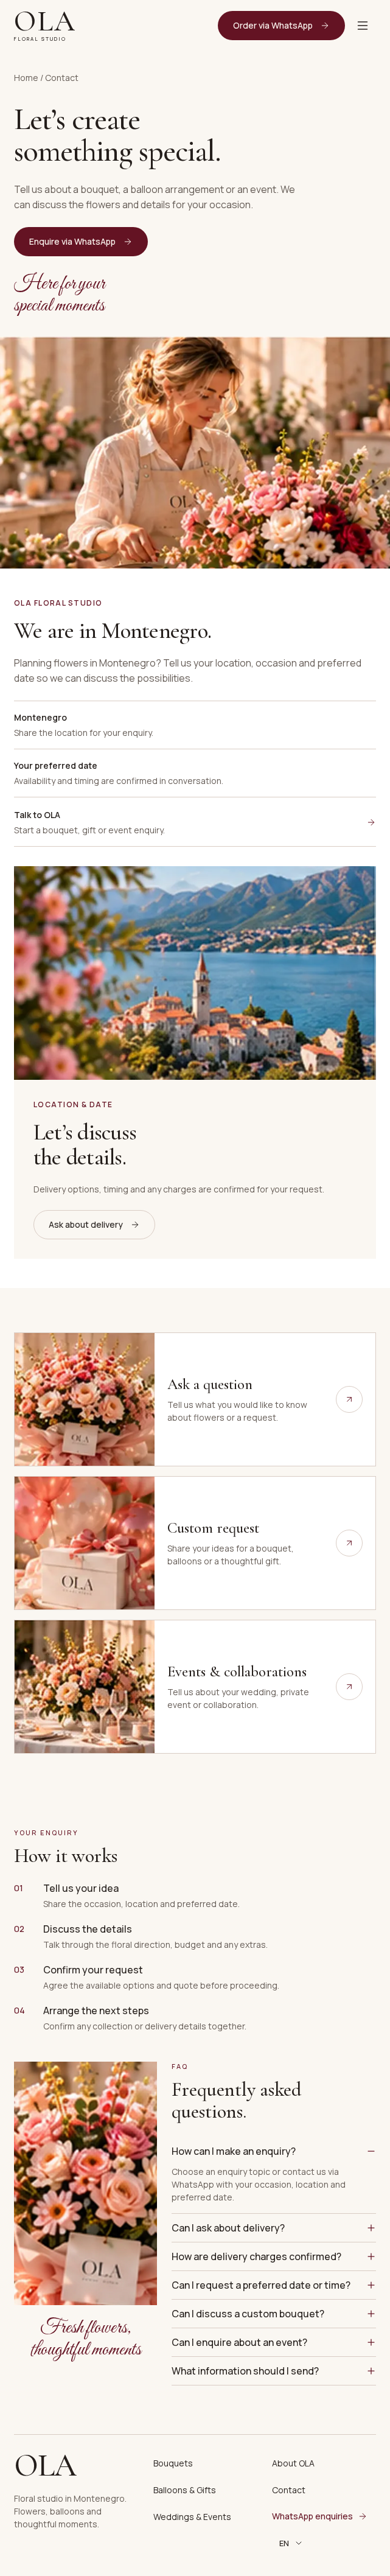 OLA
FLORAL STUDIO
Order via WhatsApp
Home / Contact
Let's create
something special.
Tell us about a bouquet, a balloon arrangement or an event. We
can discuss the flowers and details for your occasion.
Enquire via WhatsApp
Here for your
special moments
OLA
OLA FLORAL STUDIO
We are in Montenegro.
Planning flowers in Montenegro? Tell us your location, occasion and preferred
date so we can discuss the possibilities.
Montenegro
Share the location for your enquiry.
Your preferred date
Availability and timing are confirmed in conversation.
Talk to OLA
Start a bouquet, gift or event enquiry.
LOCATION & DATE
Let's discuss
the details.
Delivery options, timing and any charges are confirmed for your request.
Ask about delivery
OLA
Ask a question
Tell us what you would like to know
about flowers or a request.
OLA
Custom request
Share your ideas for a bouquet,
balloons or a thoughtful gift.
Events & collaborations
Tell us about your wedding, private
event or collaboration.
YOUR ENQUIRY
How it works
01 Tell us your idea
Share the occasion, location and preferred date.
02 Discuss the details
Talk through the floral direction, budget and any extras.
03 Confirm your request
Agree the available options and quote before proceeding.
04 Arrange the next steps
Confirm any collection or delivery details together.
OLA
Fresh flowers,
thoughtful moments
FAQ
Frequently asked
questions.
How can I make an enquiry?
Choose an enquiry topic or contact us via
WhatsApp with your occasion, location and
preferred date.
Can I ask about delivery?
How are delivery charges confirmed?
Can I request a preferred date or time?
Can I discuss a custom bouquet?
Can I enquire about an event?
What information should I send?
OLA
Floral studio in Montenegro.
Flowers, balloons and
thoughtful moments.
Bouquets
Balloons & Gifts
Weddings & Events
About OLA
Contact
WhatsApp enquiries
EN